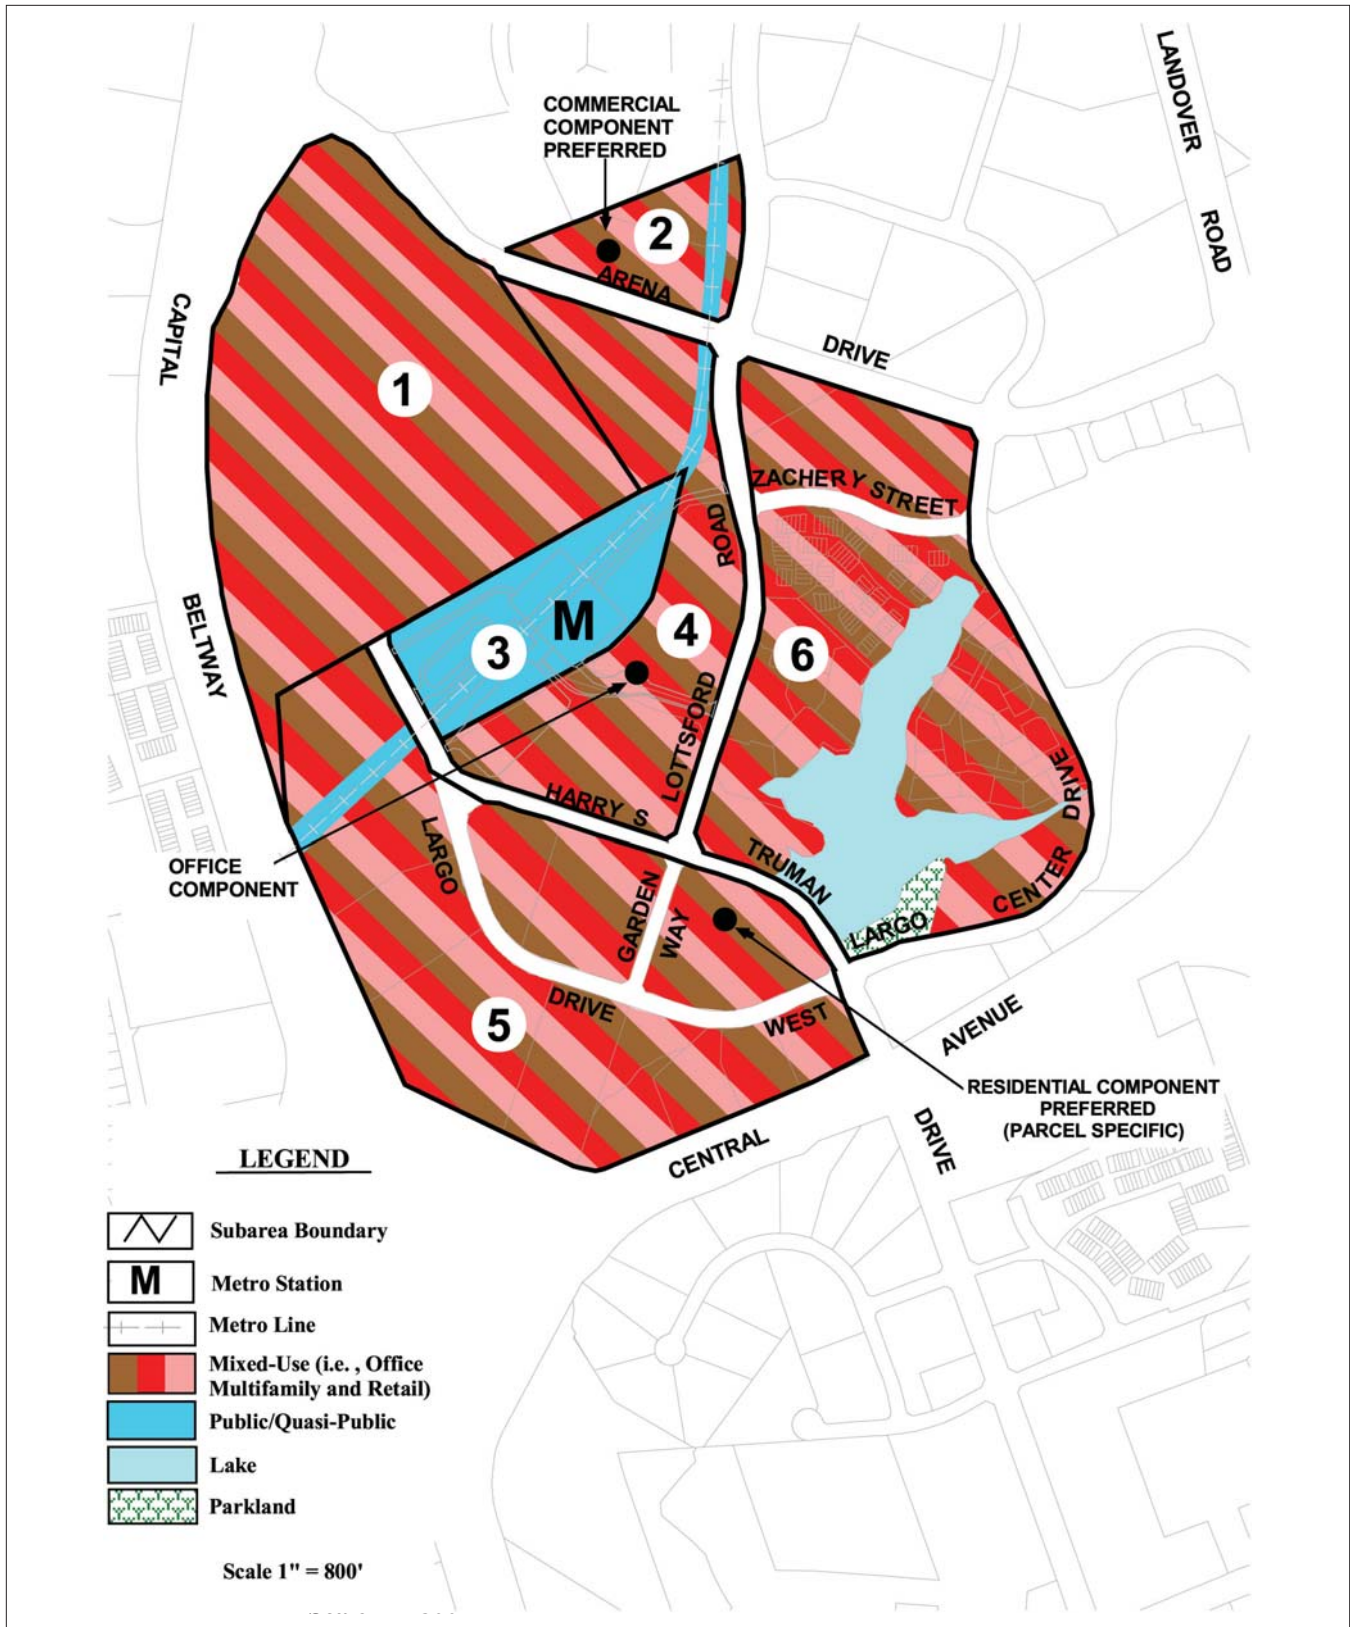 LANDOVER
ROAD
COMMERCIAL
COMPONENT
PREFERRED
2
ARENA
DRIVE
CAPITAL
BELTWAY
1
ZACHERY STREET
ROAD
LOTTSFORD
M
3
4
6
HARRY S
TRUMAN
DRIVE
CENTER
LARGO
OFFICE
COMPONENT
LARGO
GARDEN
WAY
DRIVE
WEST
5
AVENUE
CENTRAL
DRIVE
RESIDENTIAL COMPONENT
PREFERRED
(PARCEL SPECIFIC)
LEGEND
Subarea Boundary
M Metro Station
Metro Line
Mixed-Use (i.e. , Office
Multifamily and Retail)
Public/Quasi-Public
Lake
Parkland
Scale 1" = 800'